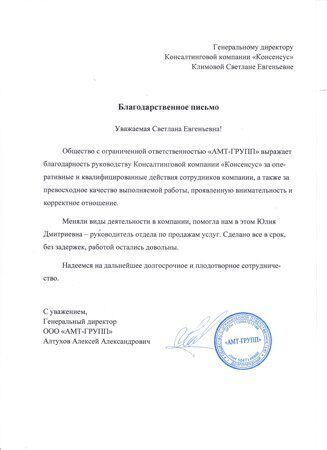 Генеральному директору
Консалтинговой компании «Консенсус»
Климовой Светлане Евгеньевне
Благодарственное письмо
Уважаемая Светлана Евгеньевна!
Общество с ограниченной ответственностью «АМТ-ГРУПП» выражает
благодарность руководству Консалтинговой компании «Консенсус» за опе-
ративные и квалифицированные действия сотрудников компании, а также за
превосходное качество выполняемой работы, проявленную внимательность и
корректное отношение.
Меняли виды деятельности в компании, помогла нам в этом Юлия
Дмитриевна – руководитель отдела по продажам услуг. Сделано все в срок,
без задержек, работой остались довольны.
Надеемся на дальнейшее долгосрочное и плодотворное сотрудниче-
ство.
С уважением,
Генеральный директор
ООО «АМТ-ГРУПП»
Алтухов Алексей Александрович
«АМТ-ГРУПП»